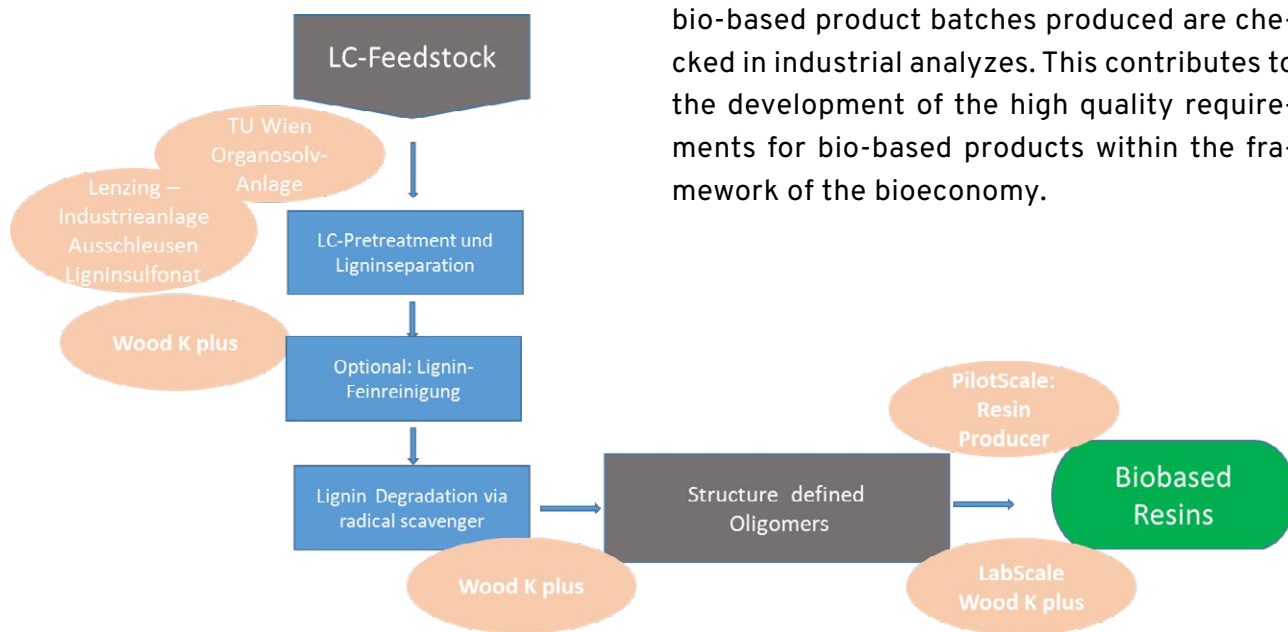 bio-based product batches produced are che-
cked in industrial analyzes. This contributes to
the development of the high quality require-
ments for bio-based products within the fra-
mework of the bioeconomy.
LC-Feedstock
TU Wien
Organosolv-
Anlage
Lenzing –
Industrieanlage
Ausschleusen
Ligninsulfonat
LC-Pretreatment und
Ligninseparation
Wood K plus
Optional: Lignin-
Feinreinigung
Lignin Degradation via
radical scavenger
Wood K plus
Structure defined
Oligomers
PilotScale:
Resin
Producer
LabScale
Wood K plus
Biobased
Resins